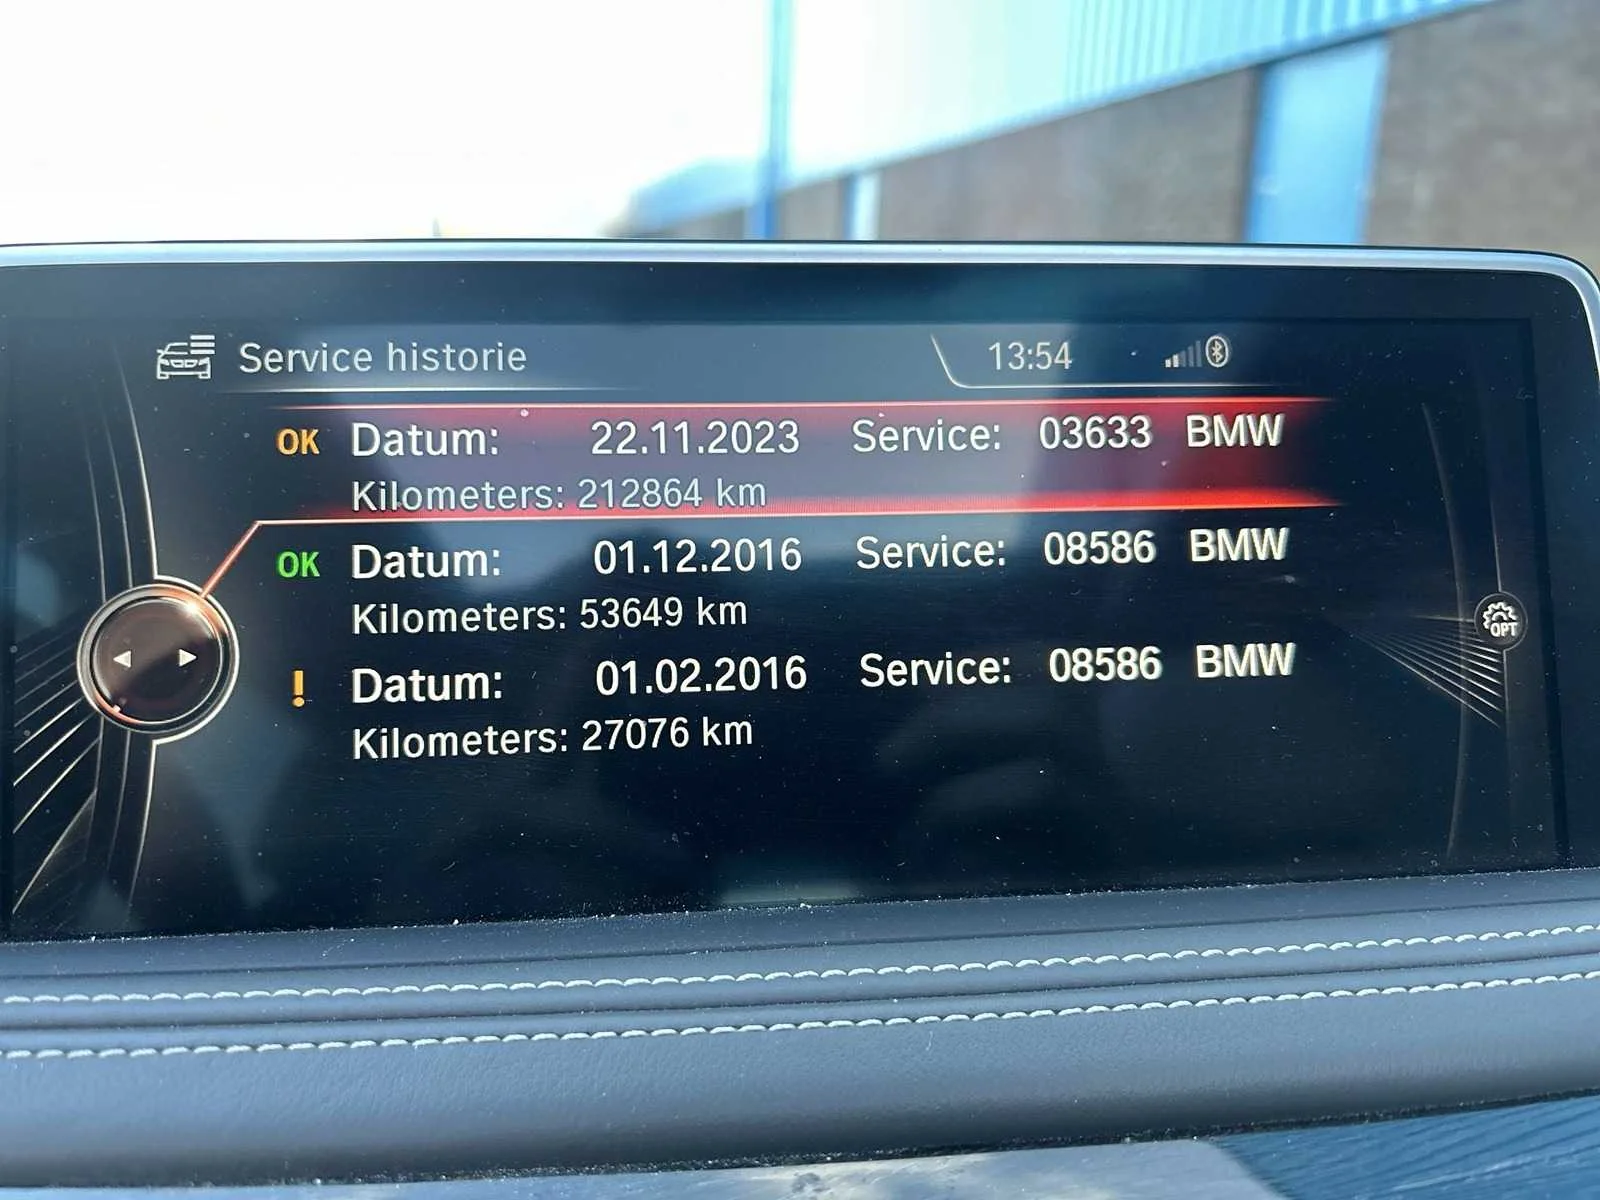 Service historie 13:54
OK Datum: 22.11.2023 Service: 03633 BMW
Kilometers: 212864 km
OK Datum: 01.12.2016 Service: 08586 BMW
Kilometers: 53649 km
! Datum: 01.02.2016 Service: 08586 BMW
Kilometers: 27076 km
OPT